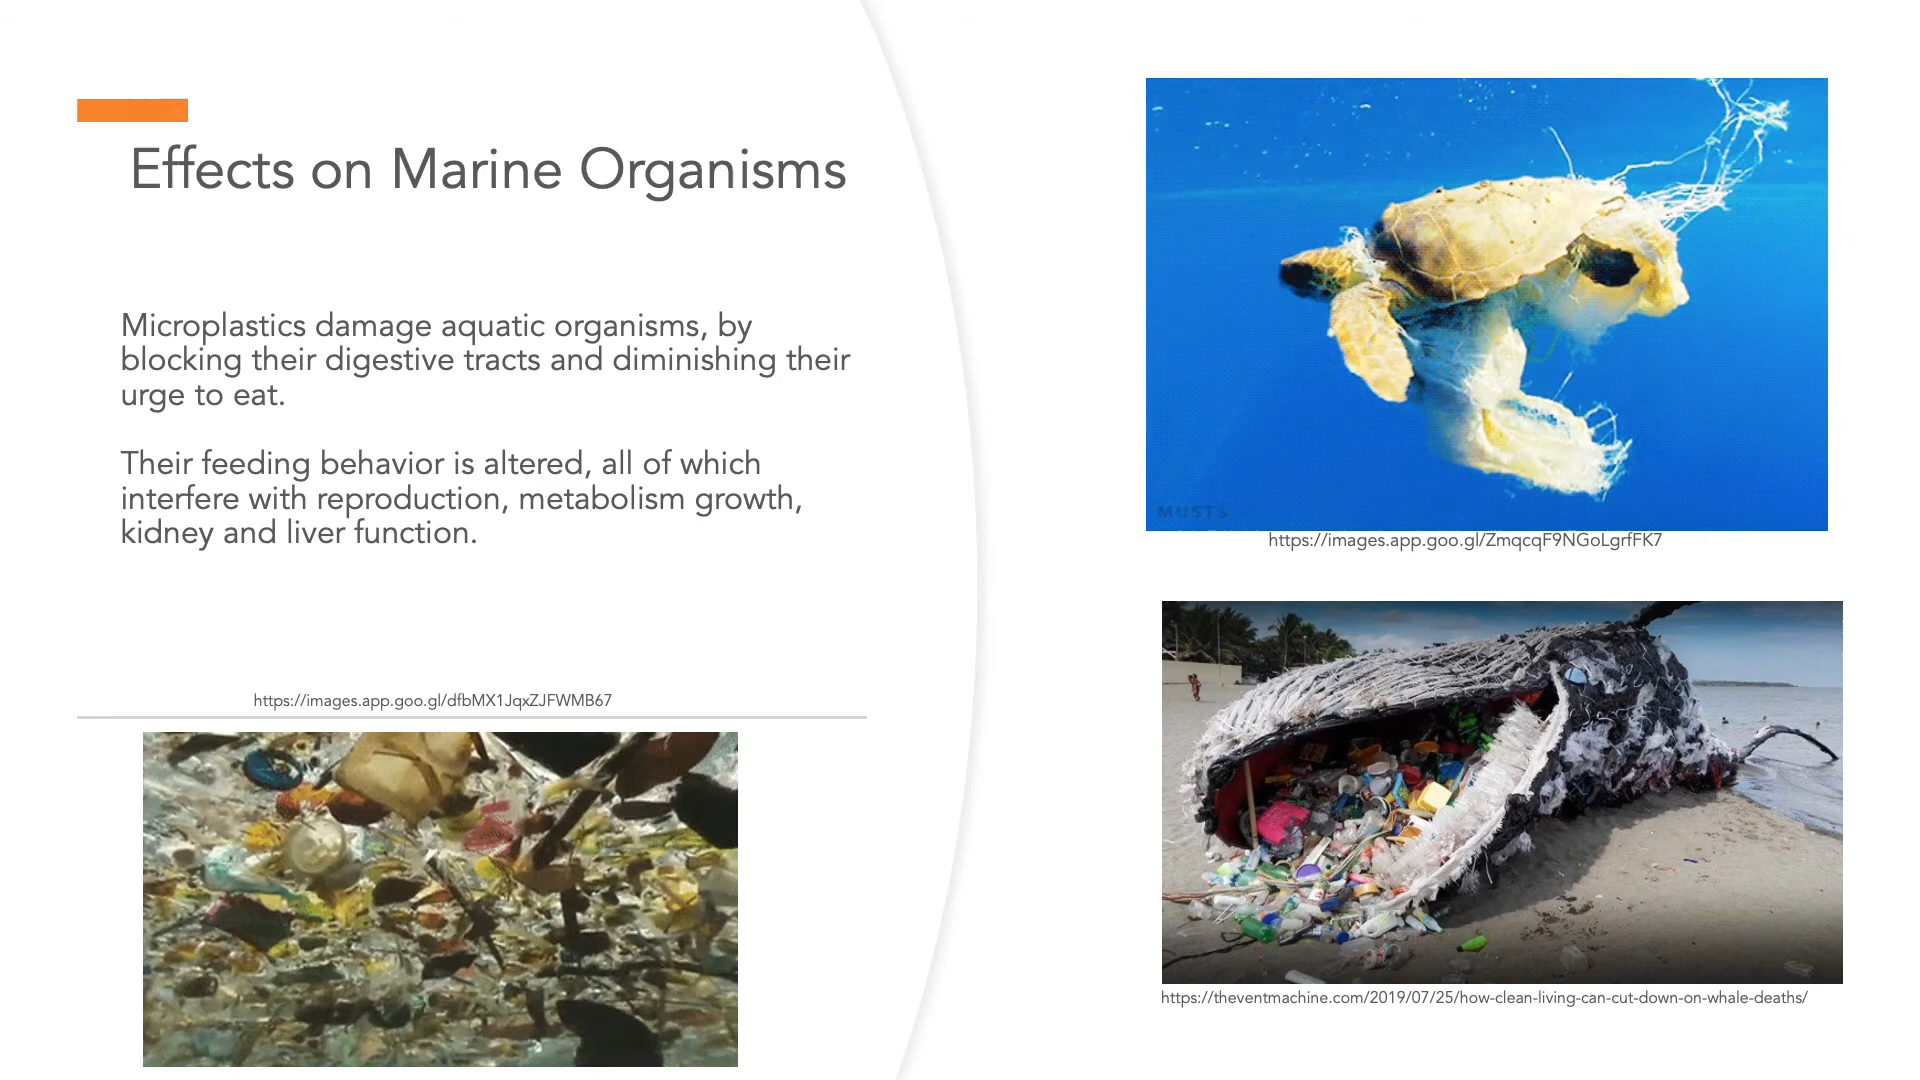 Effects on Marine Organisms
Microplastics damage aquatic organisms, by
blocking their digestive tracts and diminishing their
urge to eat.
Their feeding behavior is altered, all of which
interfere with reproduction, metabolism growth,
kidney and liver function.
https://images.app.goo.gl/dfbMX1JqxZJFWMB67
MUSTS
https://images.app.goo.gl/ZmqcqF9NGoLgrfFK7
https://theventmachine.com/2019/07/25/how-clean-living-can-cut-down-on-whale-deaths/